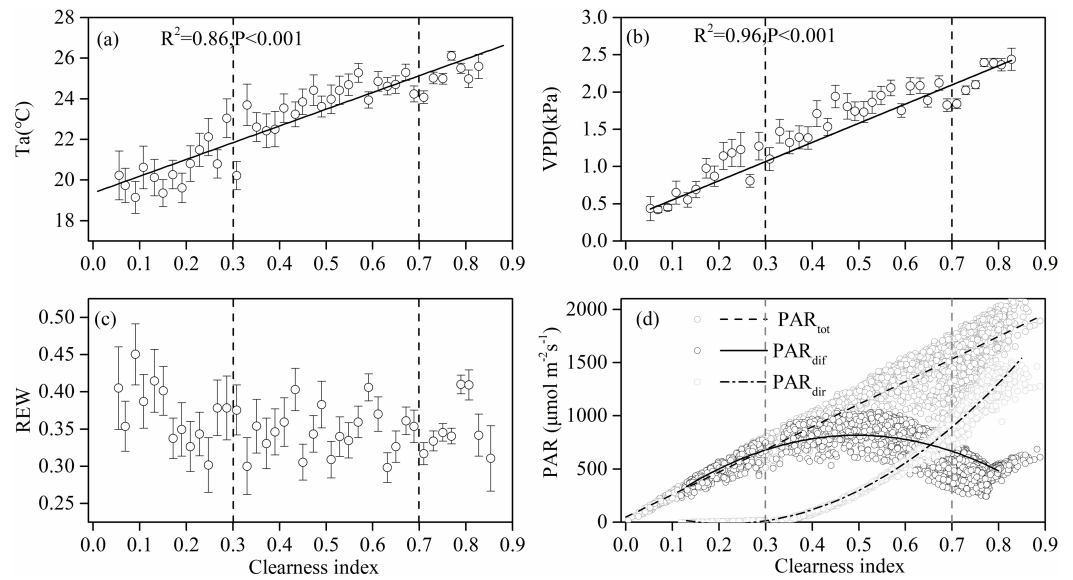 (a)
R²=0.86,P<0.001
Ta(°C)
28
26
24
22
20
18
0.0 0.1 0.2 0.3 0.4 0.5 0.6 0.7 0.8 0.9
(b)
R²=0.96,P<0.001
VPD(kPa)
3.0
2.5
2.0
1.5
1.0
0.5
0.0
0.0 0.1 0.2 0.3 0.4 0.5 0.6 0.7 0.8 0.9
(c)
REW
0.50
0.45
0.40
0.35
0.30
0.25
0.0 0.1 0.2 0.3 0.4 0.5 0.6 0.7 0.8 0.9
Clearness index
(d)
PAR (μmol m⁻²s⁻¹)
2000
1500
1000
500
0
PARtot
PARdif
PARdir
0.0 0.1 0.2 0.3 0.4 0.5 0.6 0.7 0.8 0.9
Clearness index